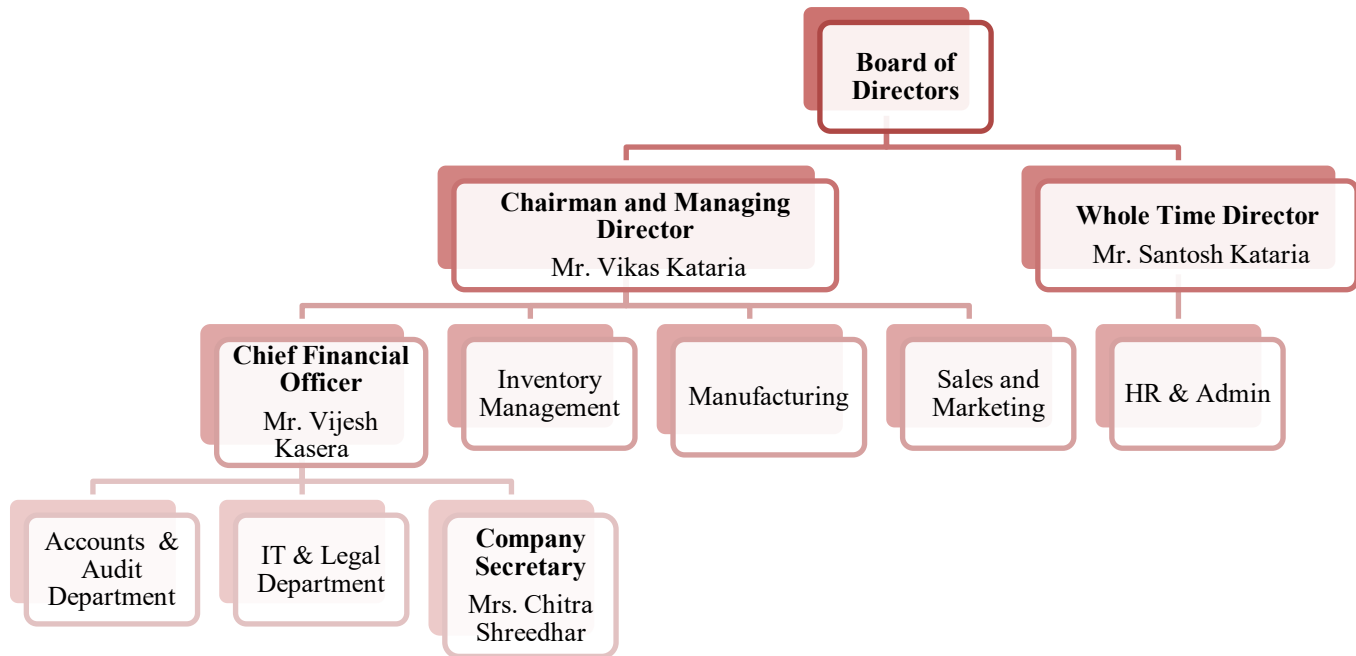 Board of
Directors
Chairman and Managing
Director
Mr. Vikas Kataria
Whole Time Director
Mr. Santosh Kataria
Chief Financial
Officer
Mr. Vijesh
Kasera
Inventory
Management
Manufacturing
Sales and
Marketing
HR & Admin
Accounts & 
Audit
Department
IT & Legal
Department
Company
Secretary
Mrs. Chitra
Shreedhar